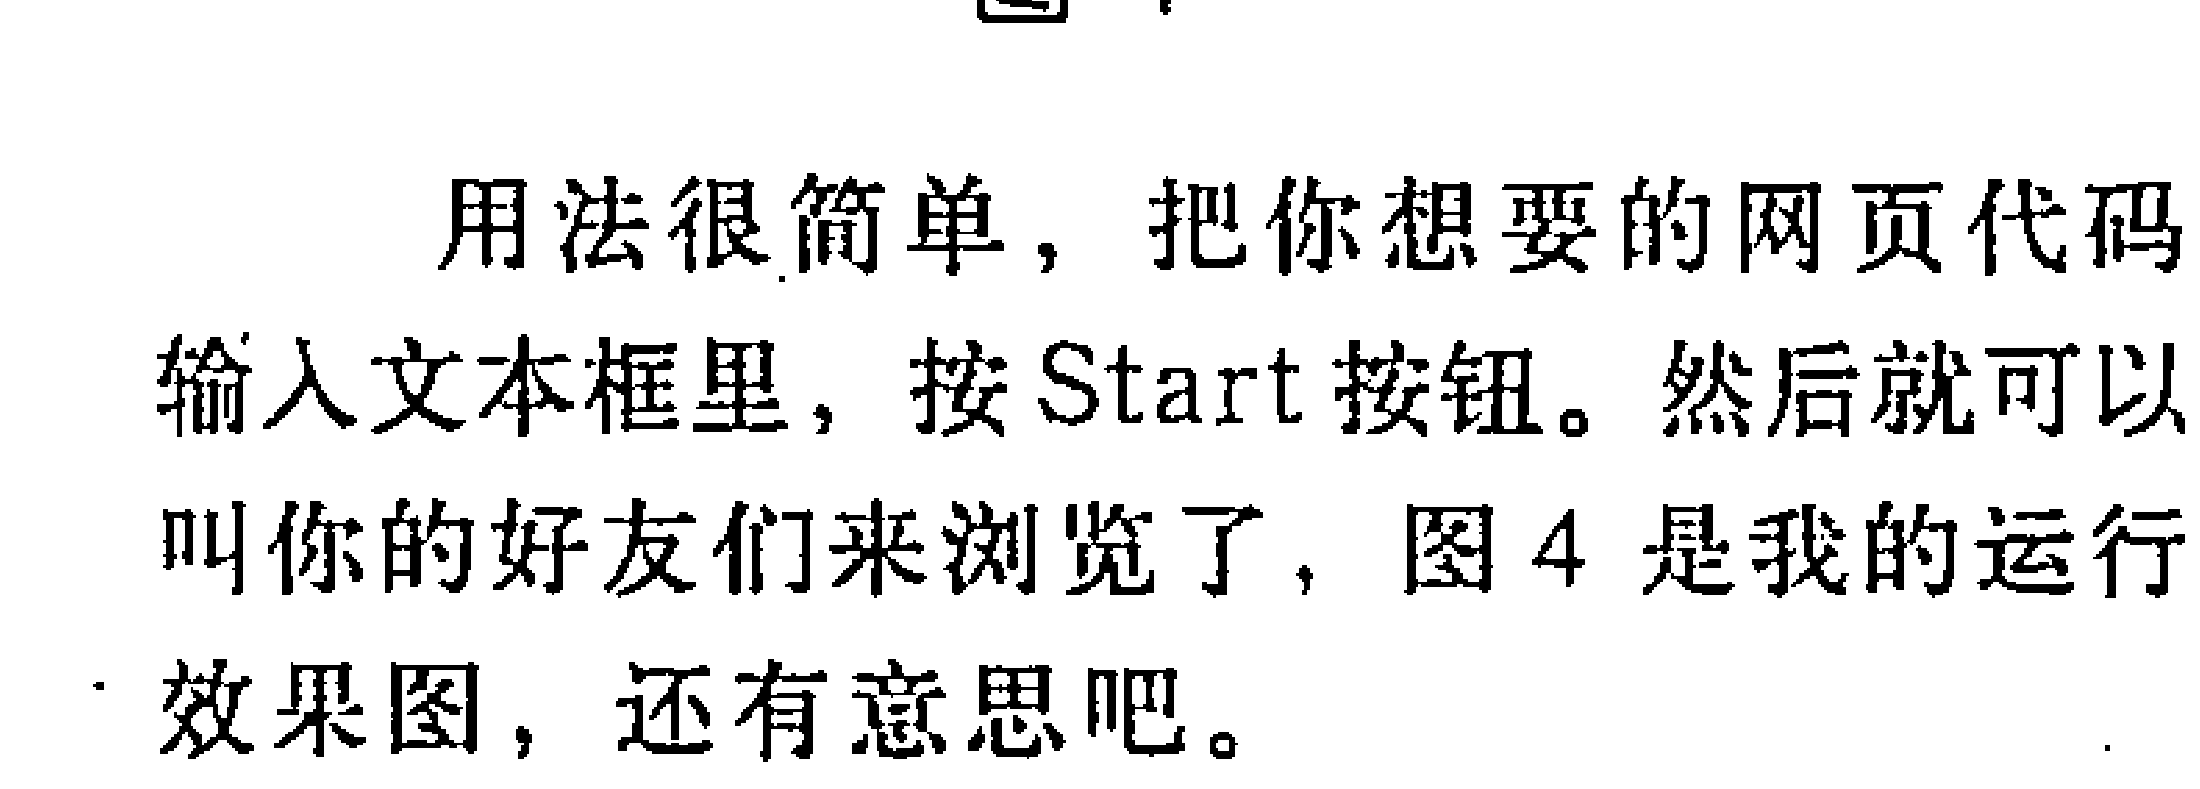 用法很简单，把你想要的网页代码
输入文本框里，按Start按钮。然后就可以
叫你的好友们来浏览了，图 4 是我的运行
效果图，还有意思吧。